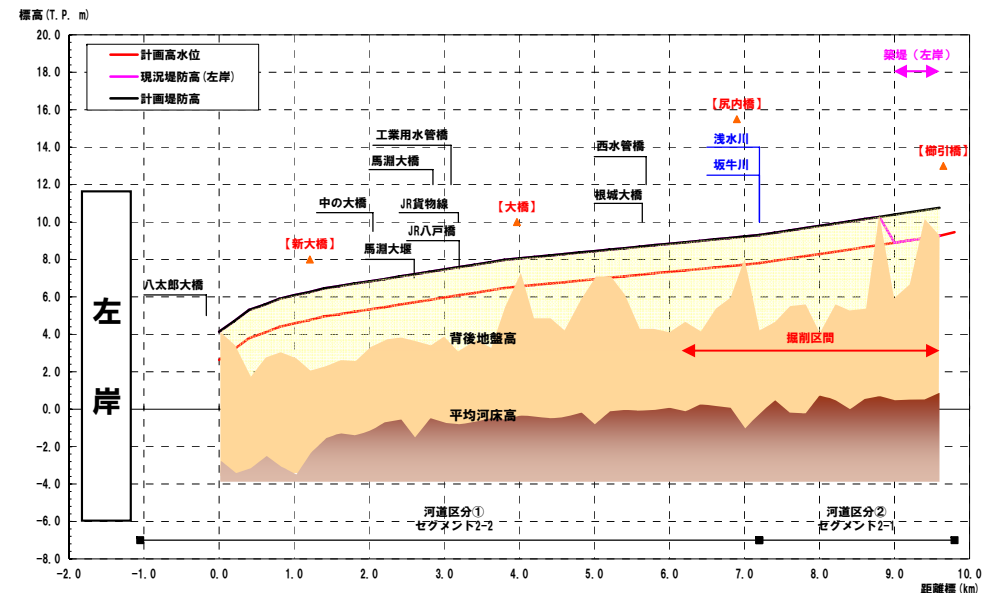 標高(T.P. m)
20.0
18.0
16.0
14.0
12.0
10.0
8.0
6.0
4.0
2.0
0.0
-2.0
-4.0
-6.0
-8.0
計画高水位
現況堤防高(左岸)
計画堤防高
築堤（左岸）
【尻内橋】
工業用水管橋
浅水川
西水管橋
【櫛引橋】
馬淵大橋
坂牛川
中の大橋
JR貨物線
【大橋】
根城大橋
【新大橋】
馬淵大堰
JR八戸橋
八太郎大橋
左
岸
背後地盤高
掘削区間
平均河床高
河道区分①
セグメント2-2
河道区分②
セグメント2-1
-2.0
-1.0
0.0
1.0
2.0
3.0
4.0
5.0
6.0
7.0
8.0
9.0
10.0
距離標(km)